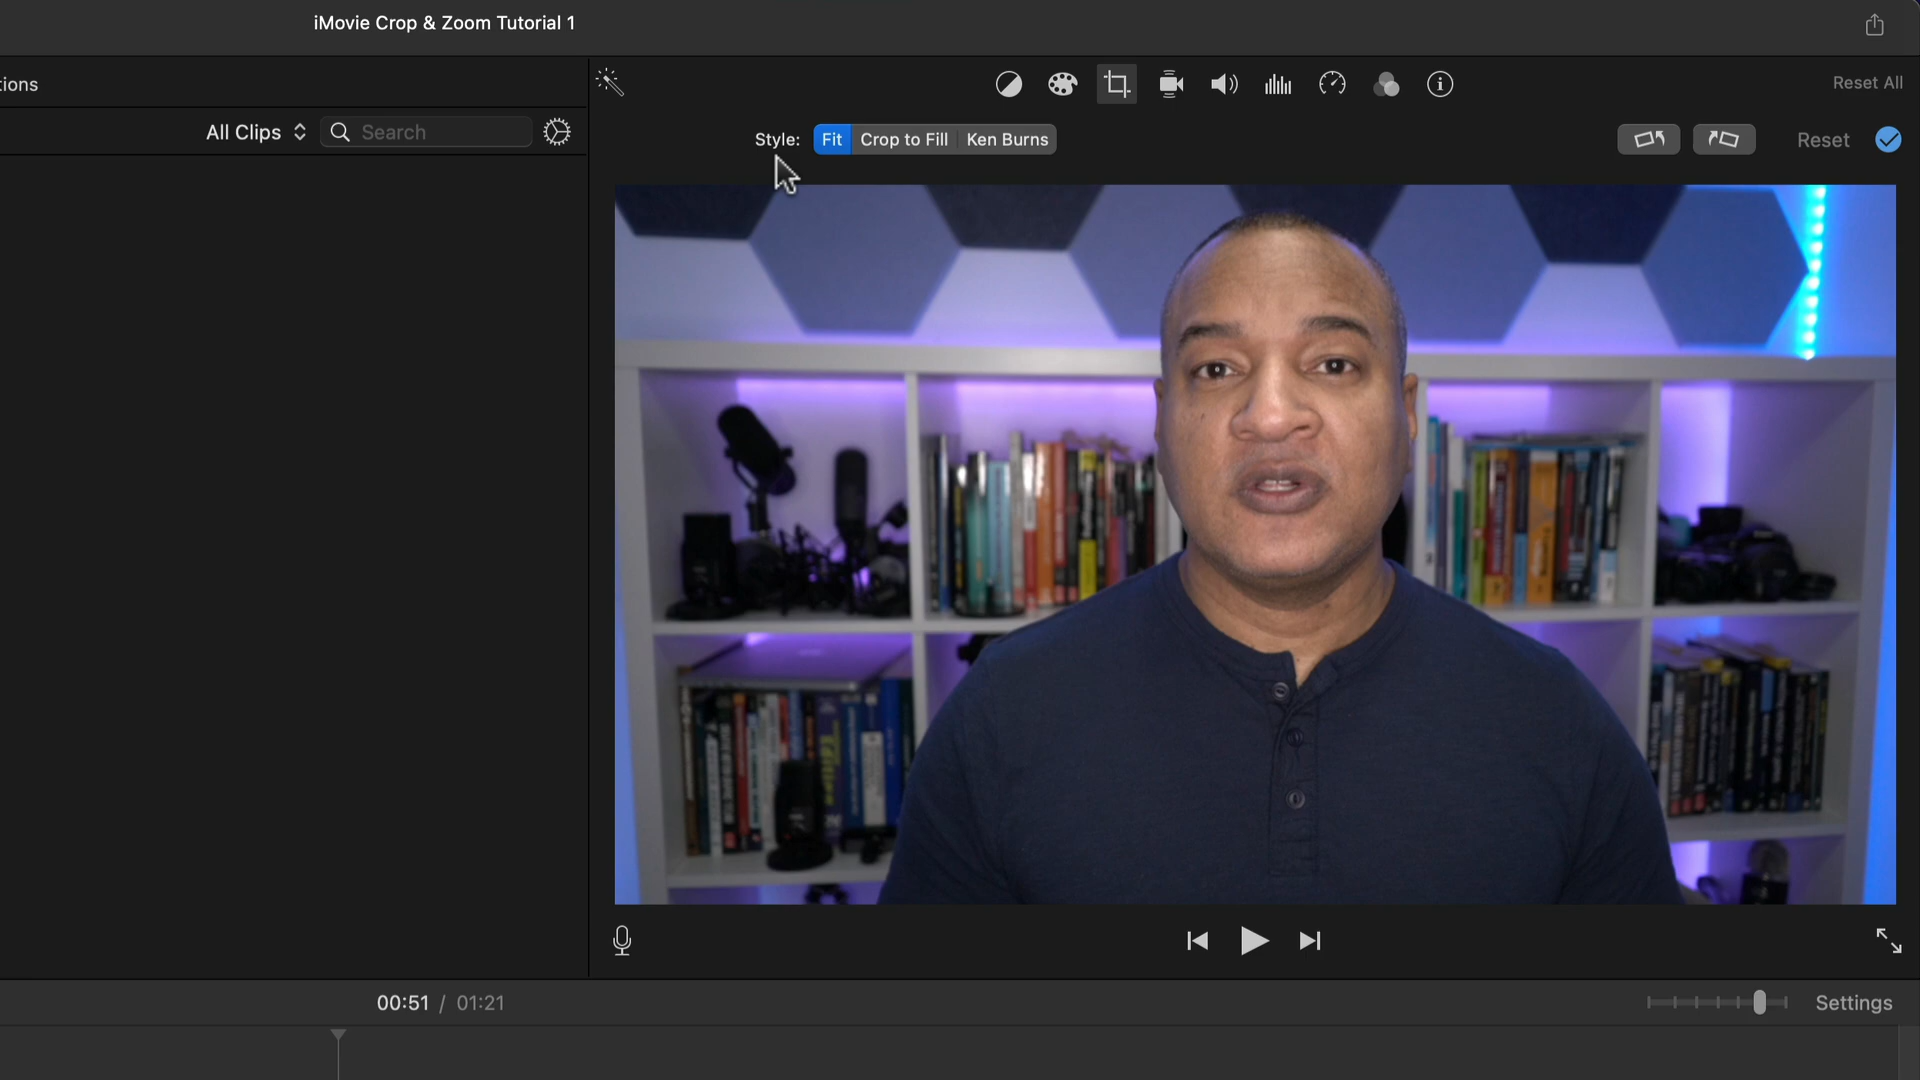 iMovie Crop & Zoom Tutorial 1
tions
Reset All
All Clips
Search
Style: Fit Crop to Fill Ken Burns
Reset
00:51 / 01:21
Settings